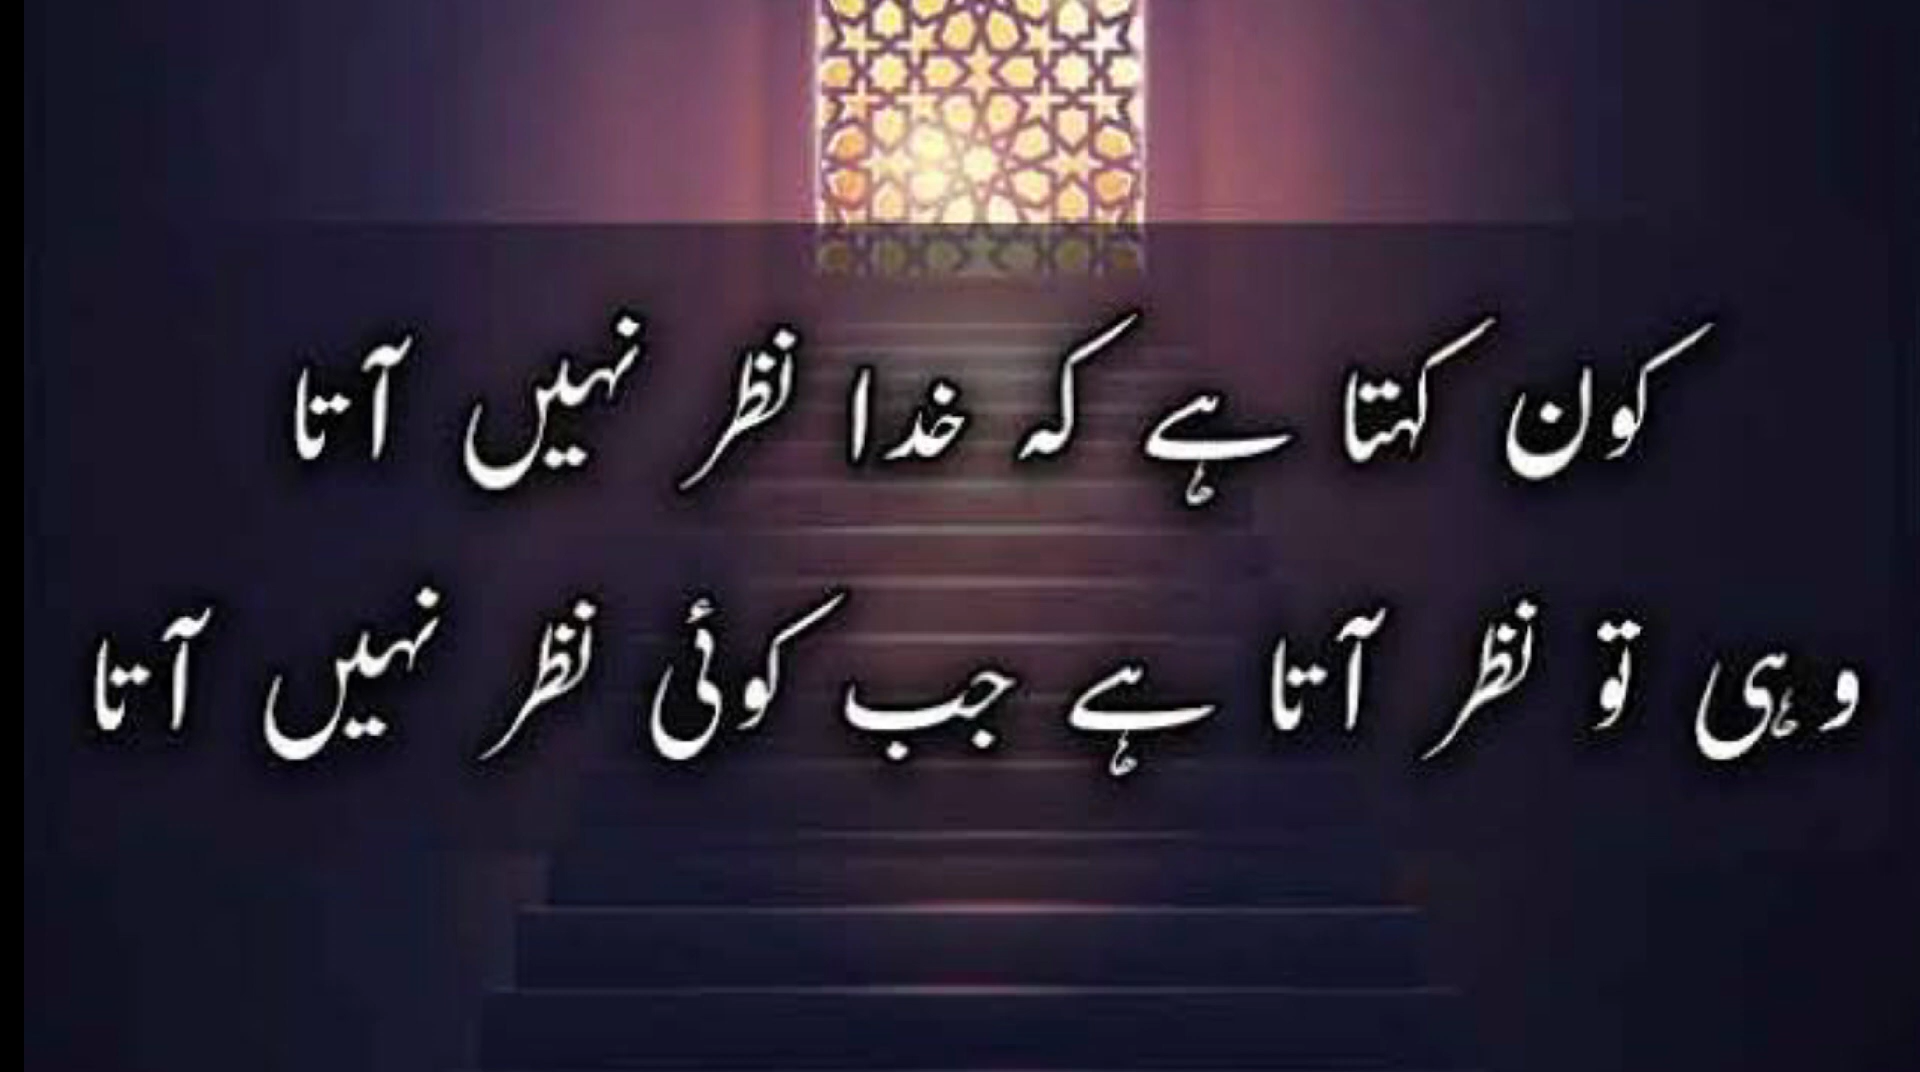 کون کہتا ہے کہ خدا نظر نہیں آتا
وہی تو نظر آتا ہے جب کوئی نظر نہیں آتا